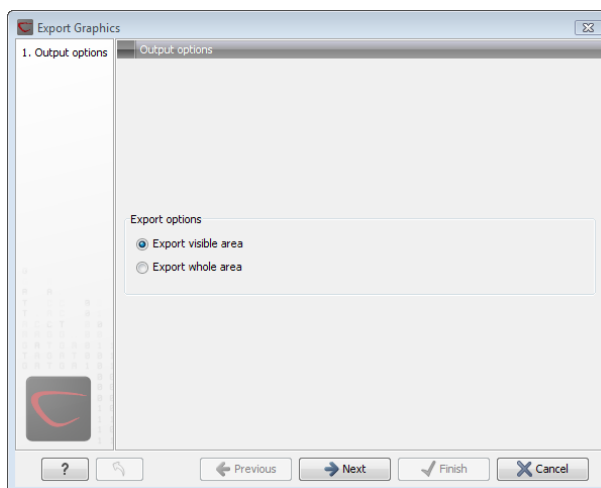 Export Graphics
1. Output options
Output options
Export options
Export visible area
Export whole area
? Previous Next Finish Cancel